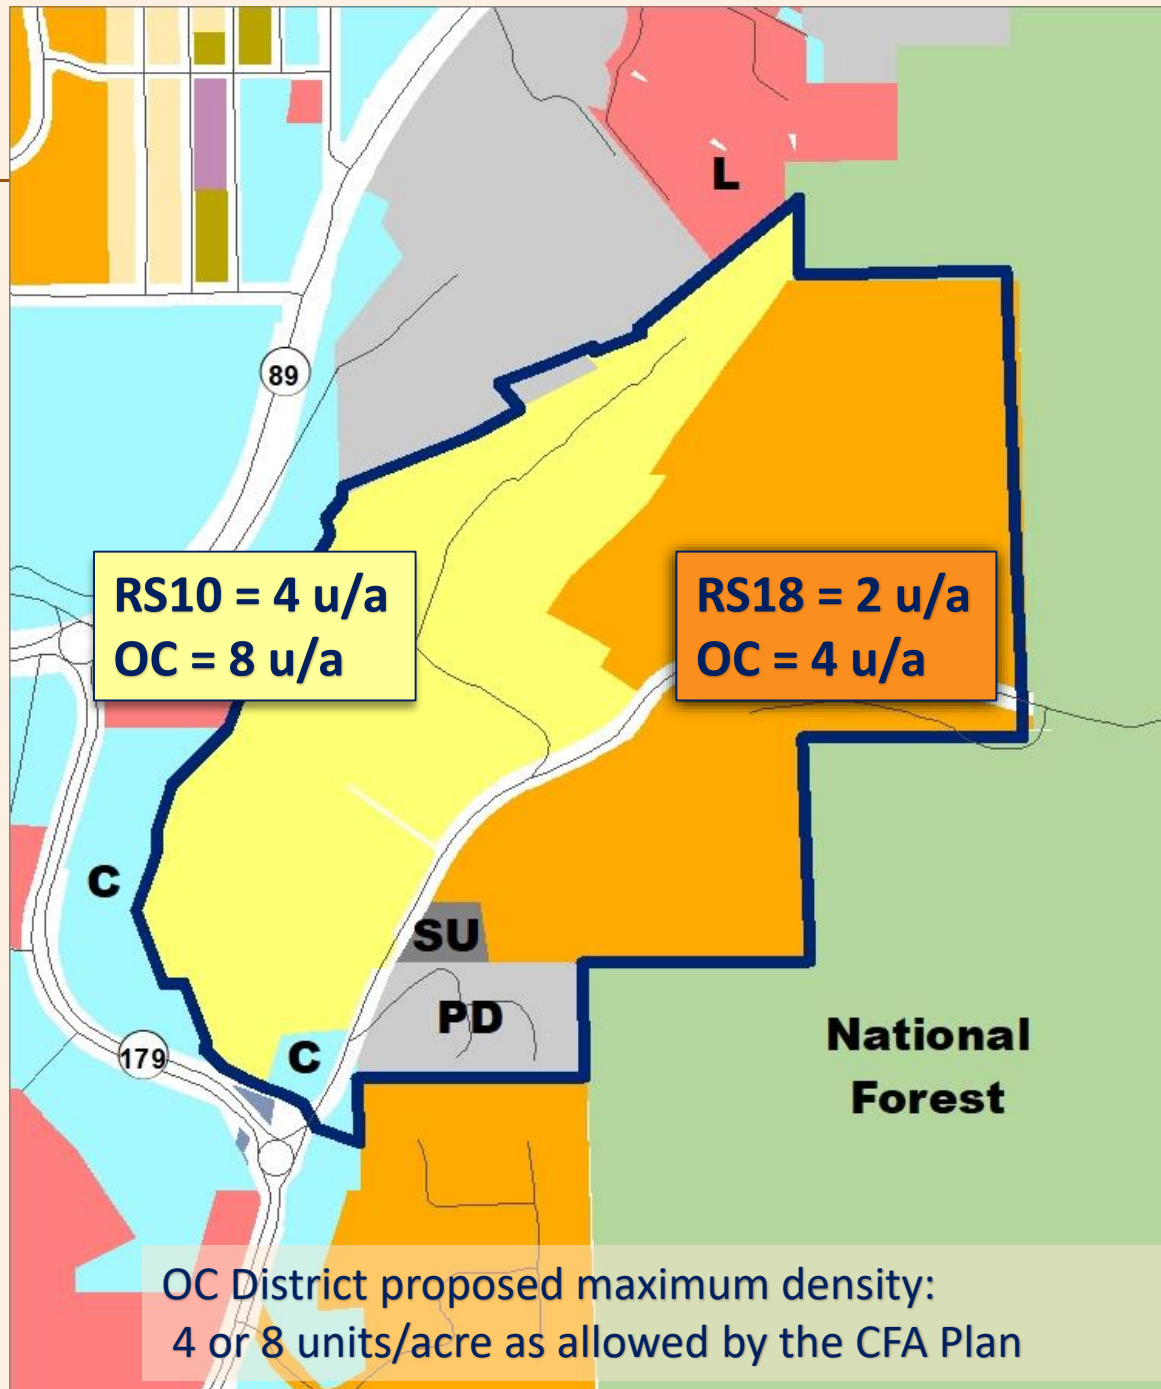 L
89
RS10 = 4 u/a
OC = 8 u/a
RS18 = 2 u/a
OC = 4 u/a
C
SU
PD
C
179
National
Forest
OC District proposed maximum density:
4 or 8 units/acre as allowed by the CFA Plan